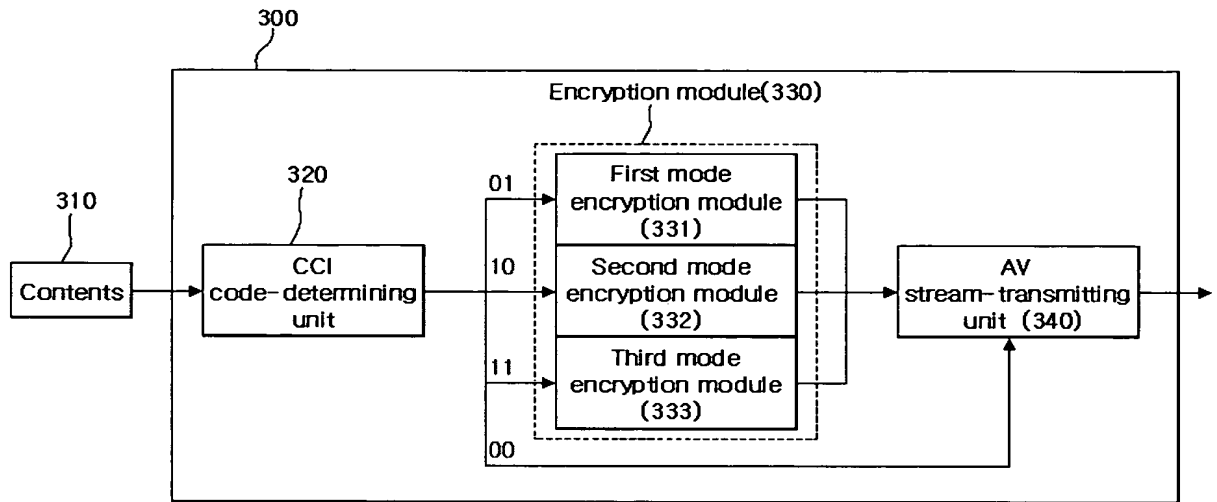 300
Encryption module(330)
310
320
01
First mode
encryption module
(331)
Contents
CCI
code-determining
unit
10
Second mode
encryption module
(332)
AV
stream-transmitting
unit (340)
11
Third mode
encryption module
(333)
00